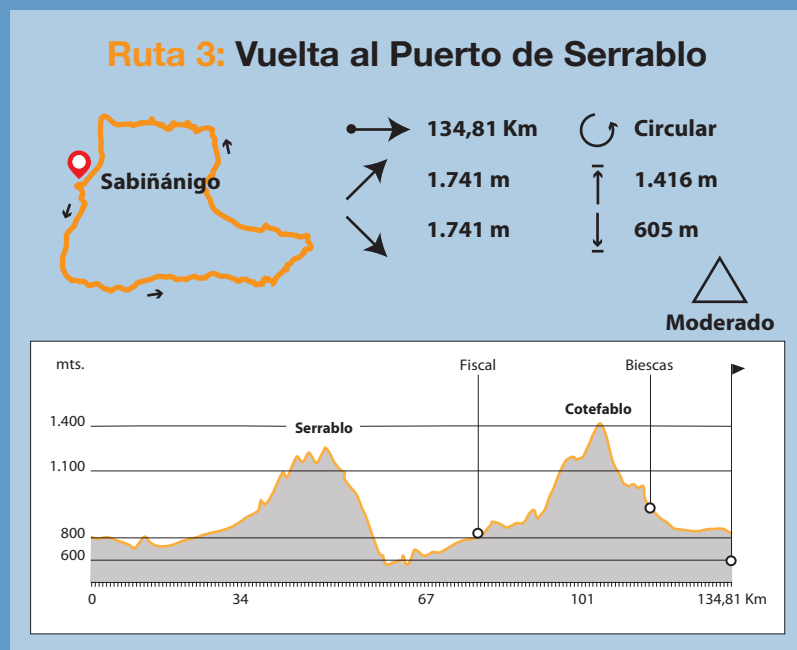 Ruta 3: Vuelta al Puerto de Serrablo
Sabiñánigo
134,81 Km
Circular
1.741 m
1.416 m
1.741 m
605 m
Moderado
mts.
Fiscal
Biescas
Cotefablo
Serrablo
1.400
1.100
800
600
0
34
67
101
134,81 Km